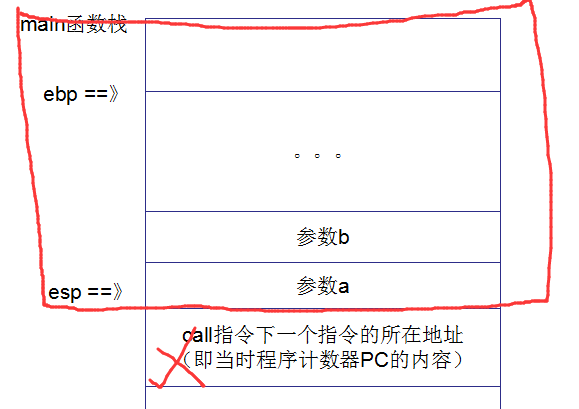 main函数栈
ebp ==》
。。。
参数b
esp ==》
参数a
call指令下一个指令的所在地址
（即当时程序计数器PC的内容）